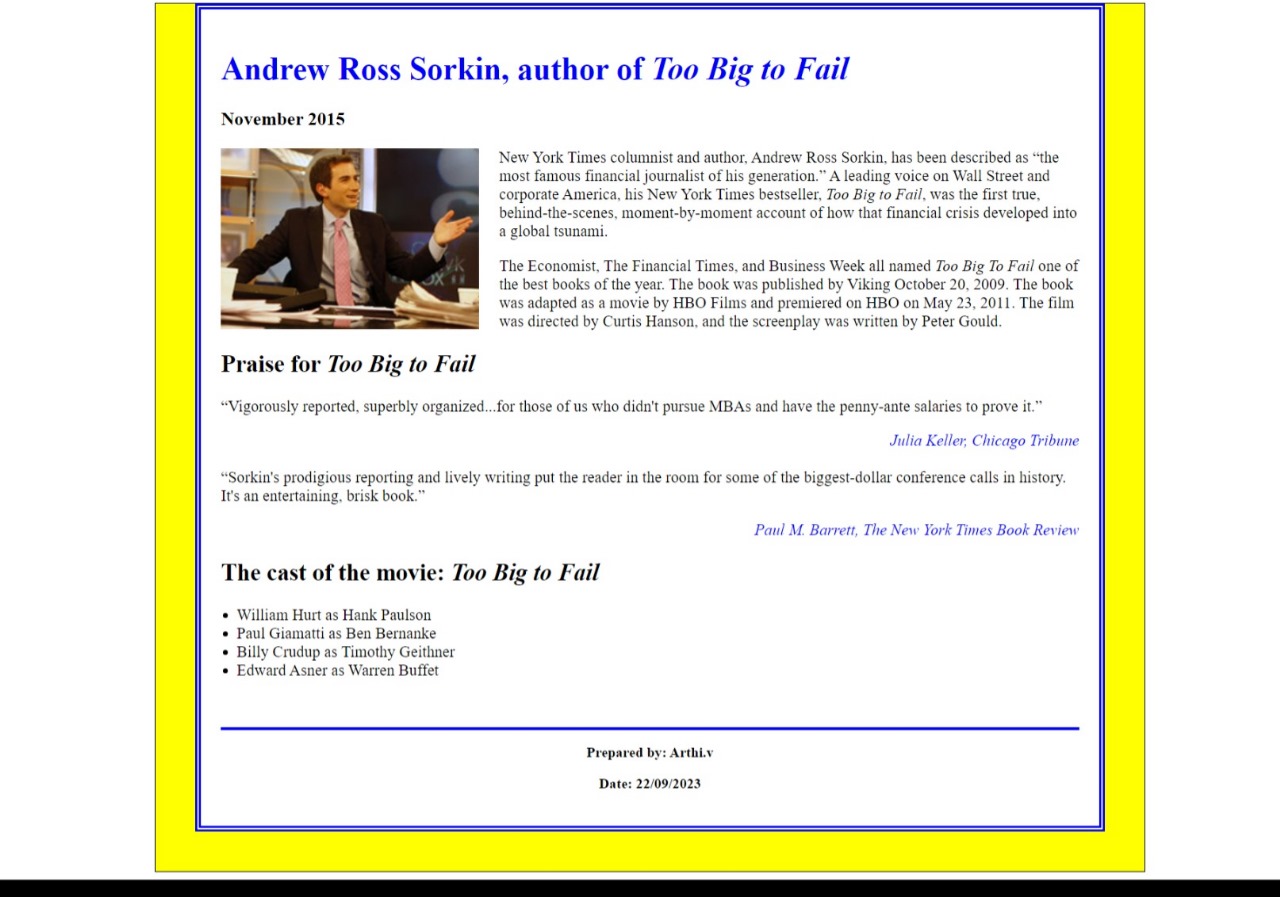 Andrew Ross Sorkin, author of Too Big to Fail
November 2015
New York Times columnist and author, Andrew Ross Sorkin, has been described as “the
most famous financial journalist of his generation.” A leading voice on Wall Street and
corporate America, his New York Times bestseller, Too Big to Fail, was the first true,
behind-the-scenes, moment-by-moment account of how that financial crisis developed into
a global tsunami.
The Economist, The Financial Times, and Business Week all named Too Big To Fail one of
the best books of the year. The book was published by Viking October 20, 2009. The book
was adapted as a movie by HBO Films and premiered on HBO on May 23, 2011. The film
was directed by Curtis Hanson, and the screenplay was written by Peter Gould.
Praise for Too Big to Fail
“Vigorously reported, superbly organized...for those of us who didn't pursue MBAs and have the penny-ante salaries to prove it.”
Julia Keller, Chicago Tribune
“Sorkin's prodigious reporting and lively writing put the reader in the room for some of the biggest-dollar conference calls in history.
It's an entertaining, brisk book.”
Paul M. Barrett, The New York Times Book Review
The cast of the movie: Too Big to Fail
• William Hurt as Hank Paulson
• Paul Giamatti as Ben Bernanke
• Billy Crudup as Timothy Geithner
• Edward Asner as Warren Buffet
Prepared by: Arthi.v
Date: 22/09/2023